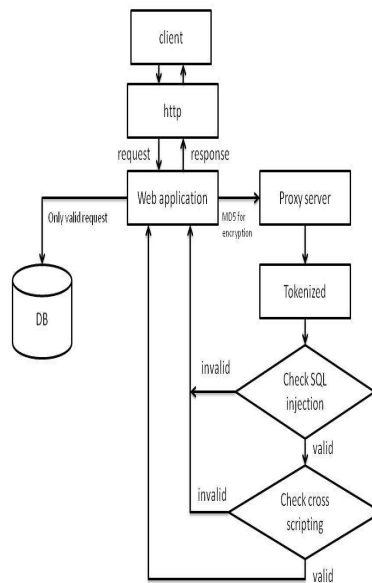 client
http
request
response
Only valid request
Web application
MD5 for
encryption
Proxy server
DB
Tokenized
invalid
Check SQL
injection
valid
invalid
Check cross
scripting
valid